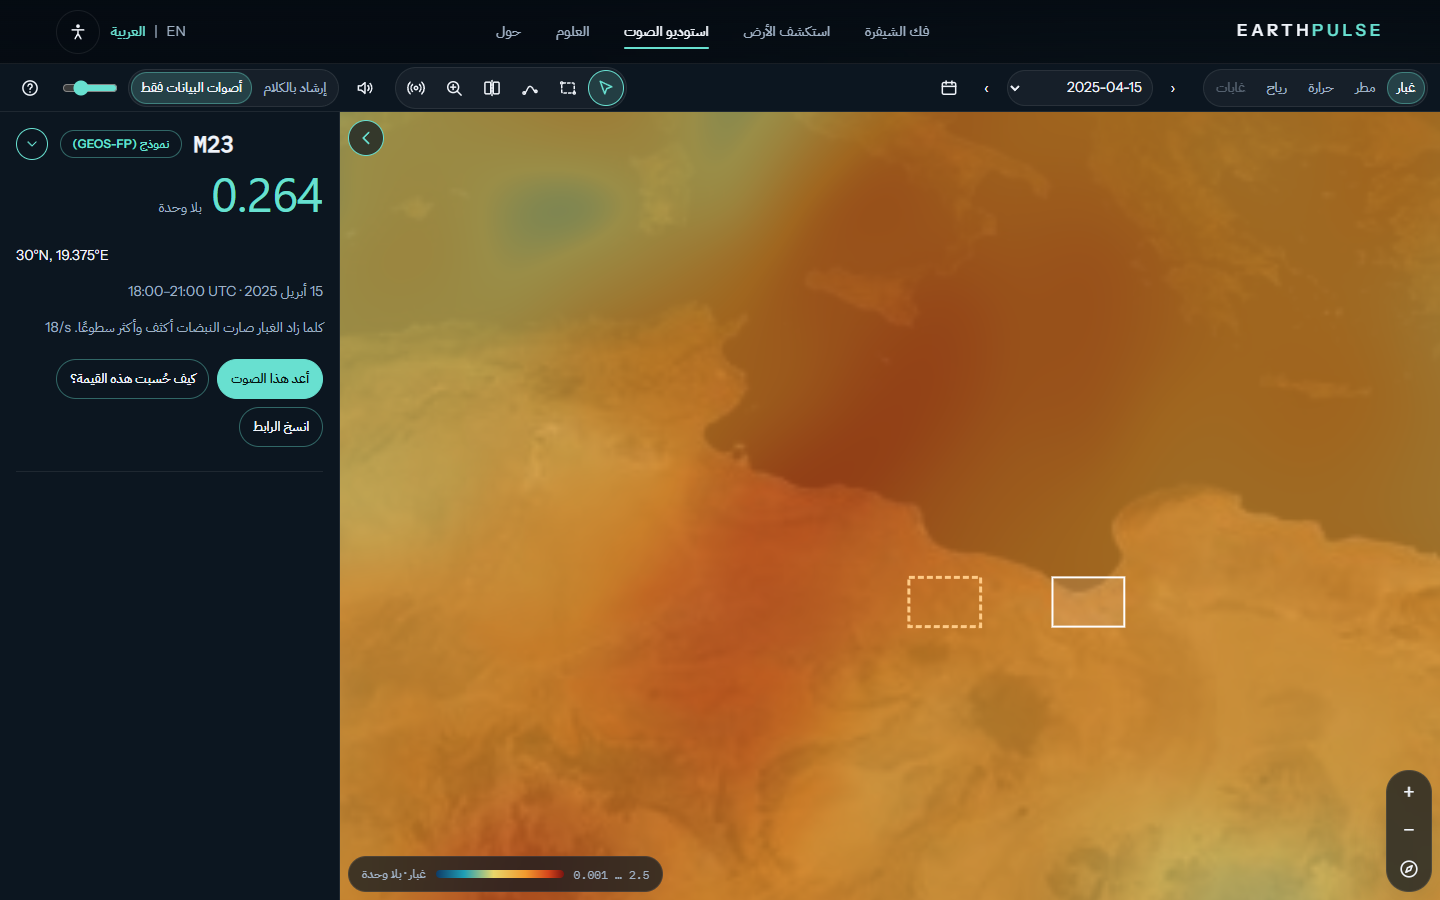 EARTHPULSE
فك الشيفرة
استكشف الأرض
استوديو الصوت
العلوم
حول
العربية | EN
غبار
مطر
حرارة
رياح
غابات
2025-04-15
إرشاد بالكلام
أصوات البيانات فقط
M23
نموذج (GEOS-FP)
0.264 بلا وحدة
30°N, 19.375°E
15 أبريل 2025 · 18:00–21:00 UTC
كلما زاد الغبار صارت النبضات أكثف وأكثر سطوعًا. 18/s
أعد هذا الصوت
كيف حُسبت هذه القيمة؟
انسخ الرابط
غبار · بلا وحدة
0.001 … 2.5